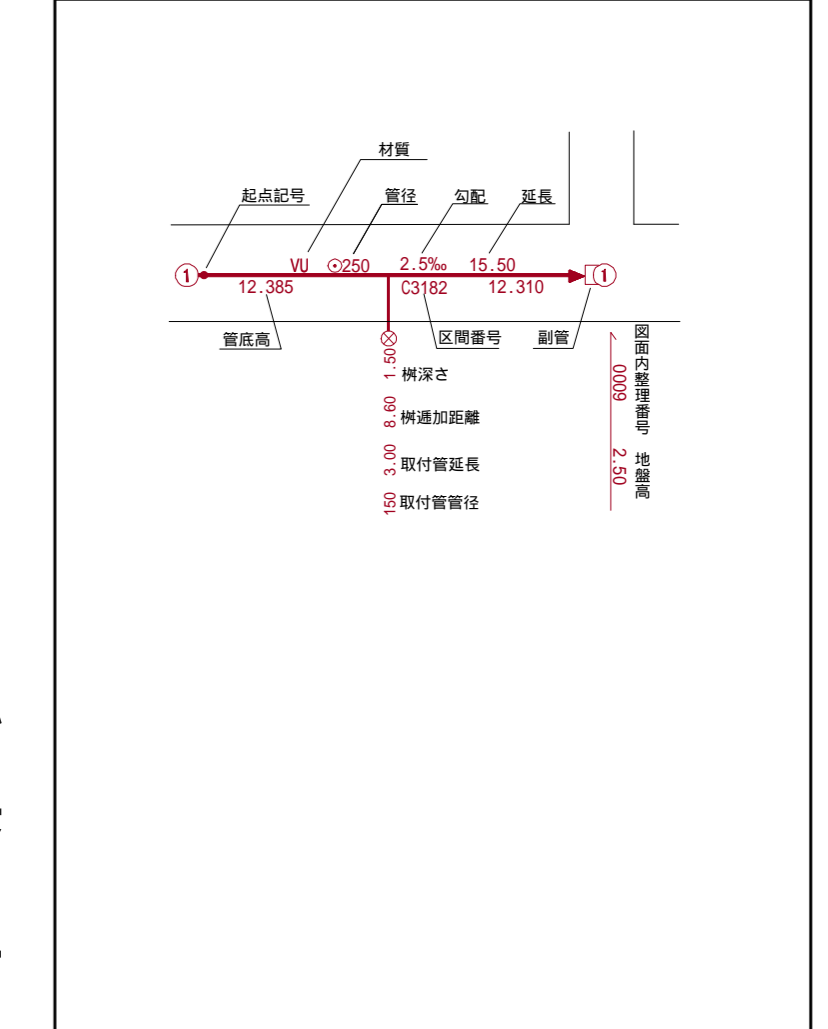 材質
起点記号 管径 勾配 延長
VU ⊙250 2.5‰ 15.50
① ①
12.385 C3182 12.310
管底高 区間番号 副管
1.50 桝深さ
8.60 桝逓加距離
3.00 取付管延長
150 取付管管径
図面内整理番号 地盤高
0009 2.50